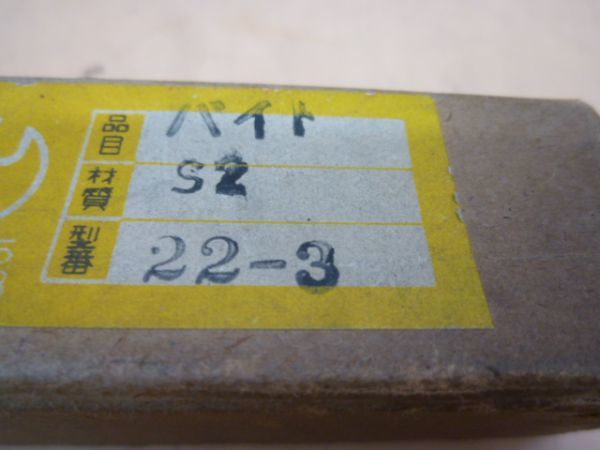 品目 バイト
材質 S2
型番 22-3